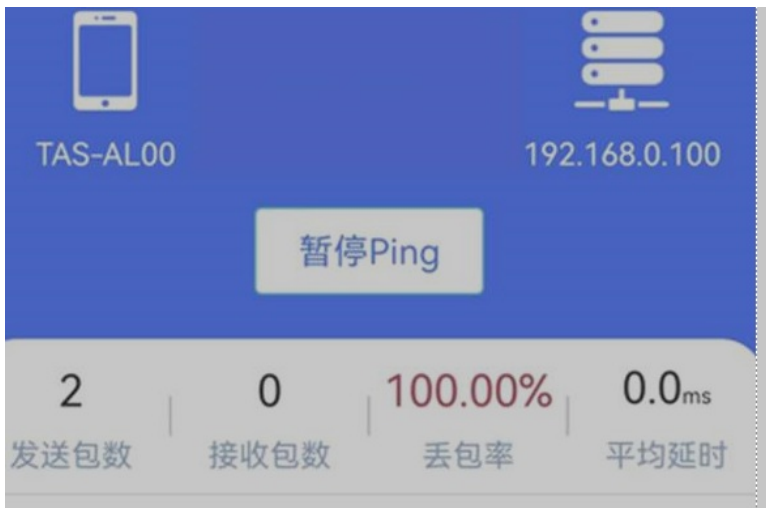 TAS-AL00
192.168.0.100
暂停Ping
2
0
100.00%
0.0ms
发送包数
接收包数
丢包率
平均延时